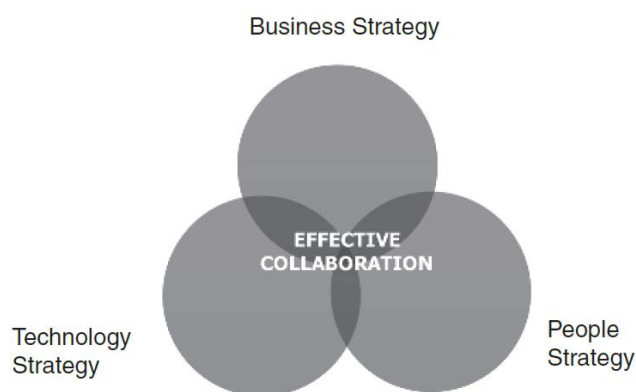 Business Strategy
EFFECTIVE
COLLABORATION
Technology
Strategy
People
Strategy